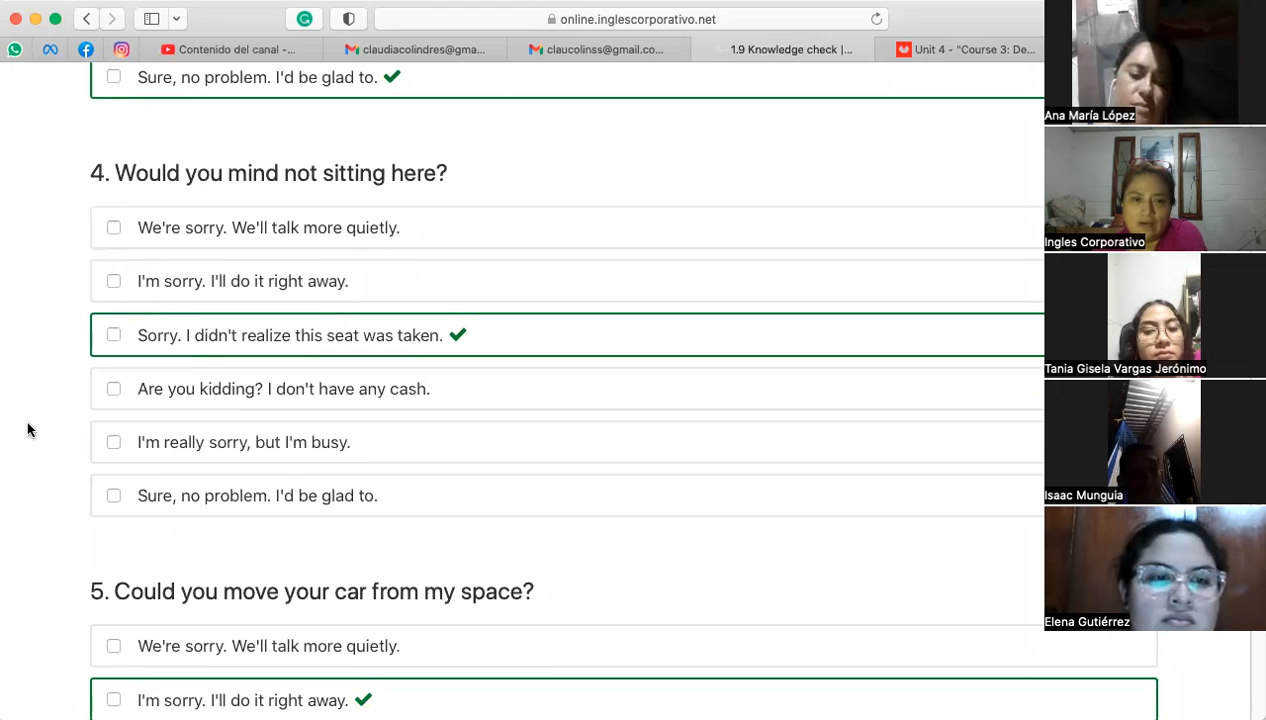 online.inglescorporativo.net
Contenido del canal -...
claudiacolindres@gma...
claucolinss@gmail.co...
1.9 Knowledge check |...
Unit 4 - "Course 3: De...
Sure, no problem. I'd be glad to.
4. Would you mind not sitting here?
We're sorry. We'll talk more quietly.
I'm sorry. I'll do it right away.
Sorry. I didn't realize this seat was taken.
Are you kidding? I don't have any cash.
I'm really sorry, but I'm busy.
Sure, no problem. I'd be glad to.
5. Could you move your car from my space?
We're sorry. We'll talk more quietly.
I'm sorry. I'll do it right away.
Ana María López
Ingles Corporativo
Tania Gisela Vargas Jerónimo
Isaac Munguia
Elena Gutiérrez